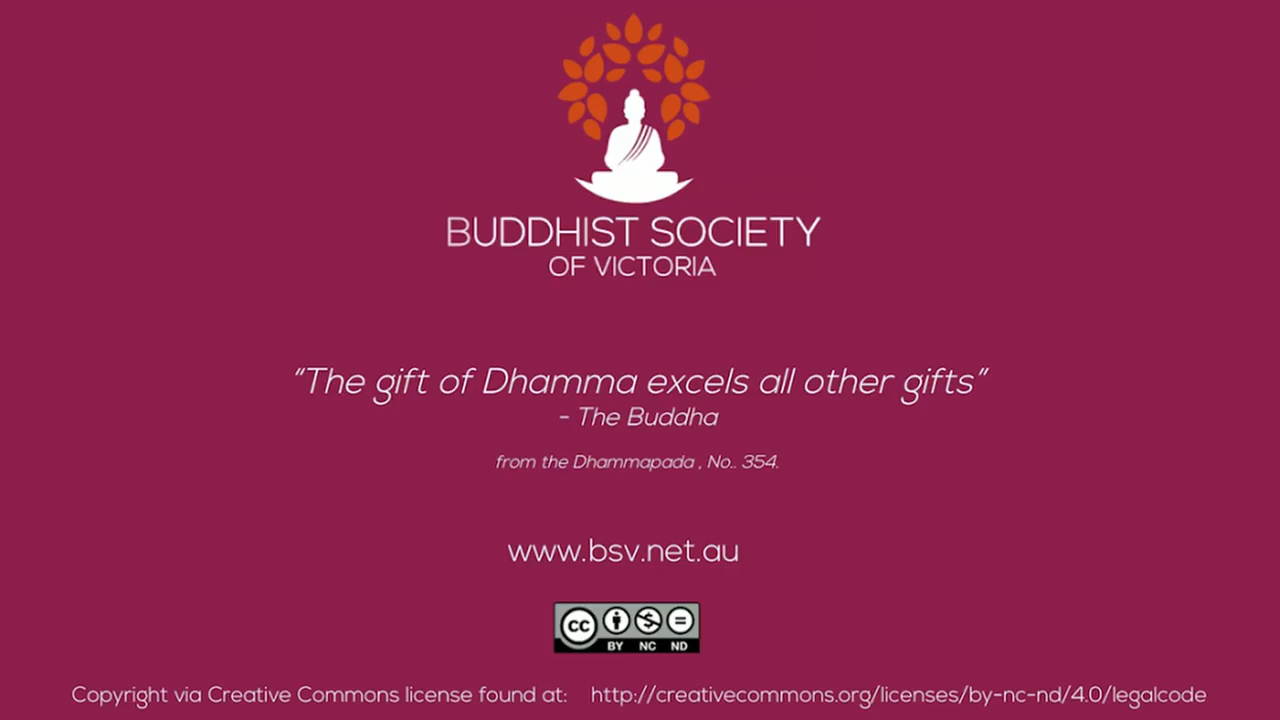 BUDDHIST SOCIETY
OF VICTORIA
“The gift of Dhamma excels all other gifts”
- The Buddha
from the Dhammapada , No.. 354.
www.bsv.net.au
cc BY NC ND
Copyright via Creative Commons license found at: http://creativecommons.org/licenses/by-nc-nd/4.0/legalcode